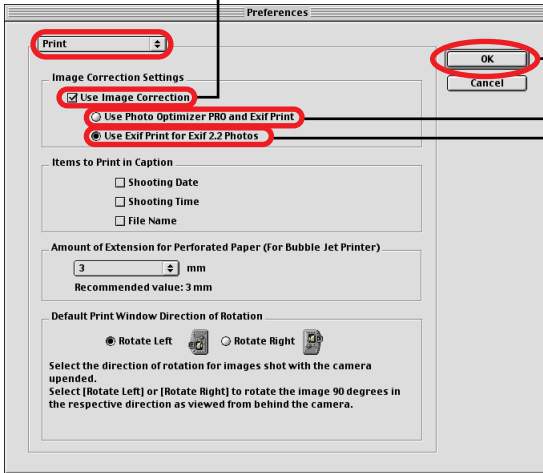 Preferences
Print
OK
Cancel
Image Correction Settings
Use Image Correction
Use Photo Optimizer PRO and Exif Print
Use Exif Print for Exif 2.2 Photos
Items to Print in Caption
Shooting Date
Shooting Time
File Name
Amount of Extension for Perforated Paper (For Bubble Jet Printer)
3 mm
Recommended value: 3 mm
Default Print Window Direction of Rotation
Rotate Left Rotate Right
Select the direction of rotation for images shot with the camera
upended.
Select [Rotate Left] or [Rotate Right] to rotate the image 90 degrees in
the respective direction as viewed from behind the camera.